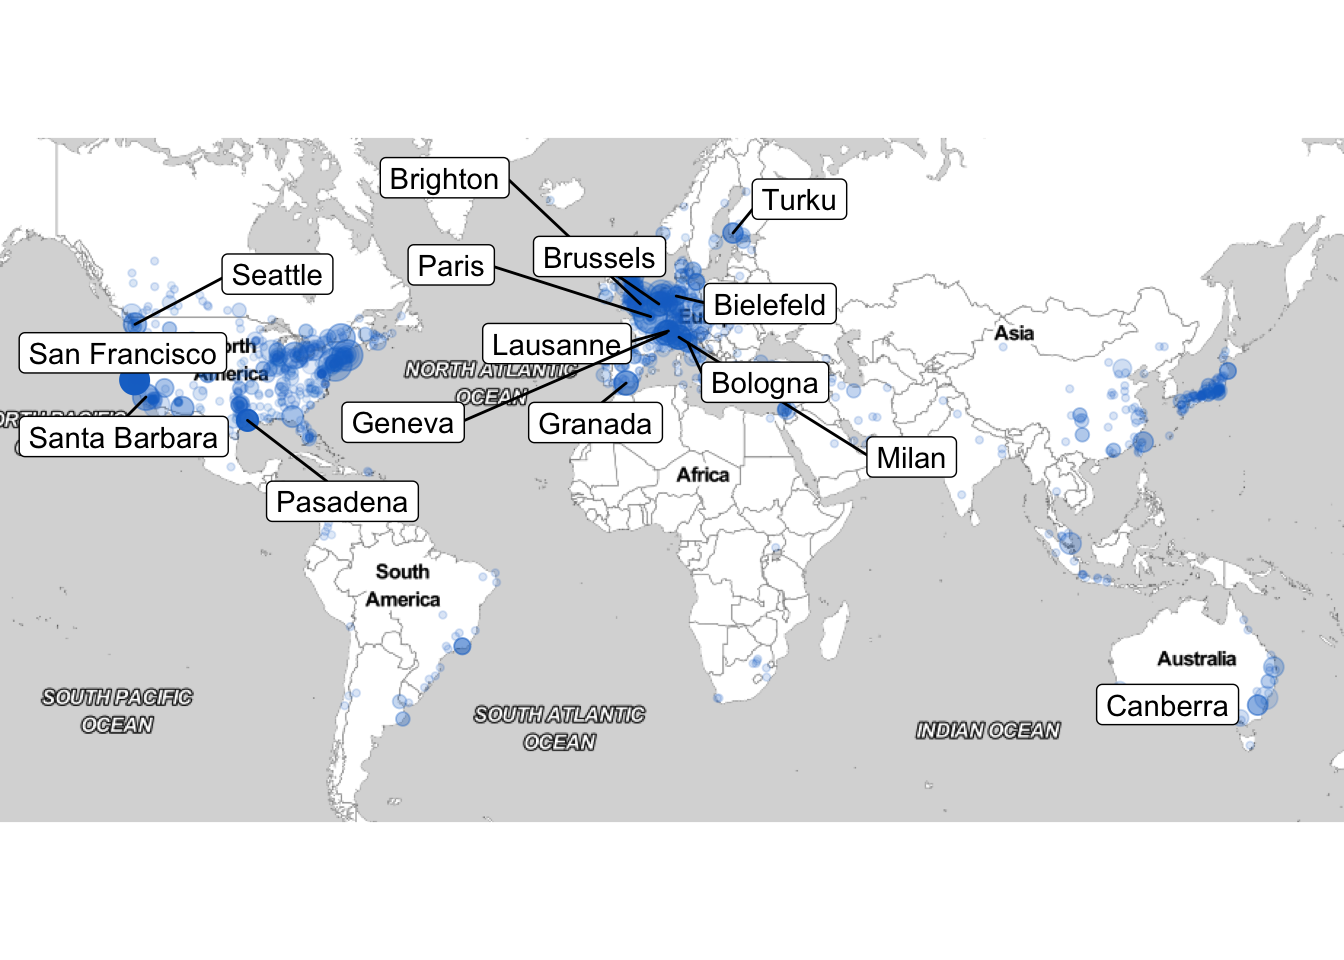 Brighton
Turku
Brussels
Paris
Seattle
Bielefeld
Asia
San Francisco
Lausanne
America
NORTH ATLANTIC
OCEAN
Bologna
Geneva
Granada
Santa Barbara
Milan
Africa
Pasadena
South
America
Australia
SOUTH PACIFIC
OCEAN
Canberra
SOUTH ATLANTIC
OCEAN
INDIAN OCEAN